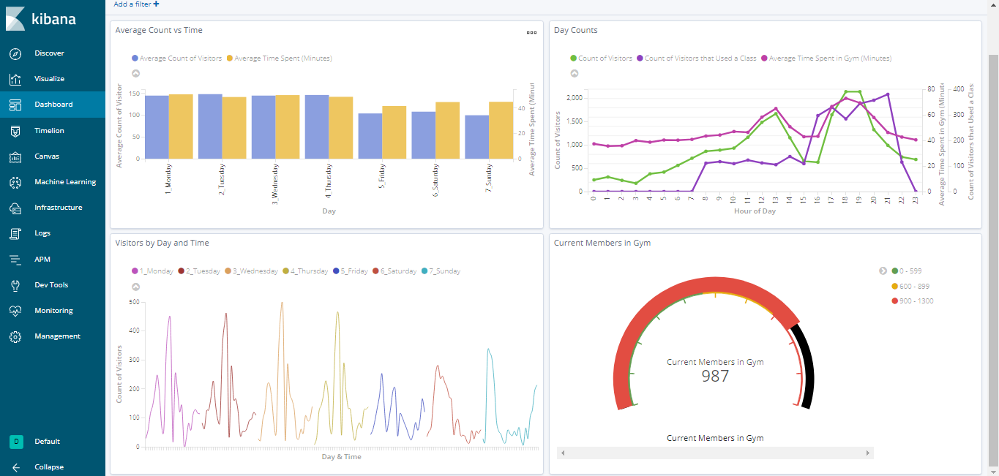 kibana
Discover
Visualize
Dashboard
Timelion
Canvas
Machine Learning
Infrastructure
Logs
APM
Dev Tools
Monitoring
Management
D Default
Collapse
Add a filter +
Average Count vs Time
Average Count of Visitors Average Time Spent (Minutes)
Average Count of Visitor
150
100
50
0
40
20
0
Average Time Spent (Minut
1_Monday
2_Tuesday
3_Wednesday
4_Thursday
5_Friday
6_Saturday
7_Sunday
Day
Day Counts
Count of Visitors Count of Visitors that Used a Class Average Time Spent in Gym (Minutes)
Count of Visitors
2,000
1,500
1,000
500
0
80
60
40
20
0
Average Time Spent in Gym (Minute
400
300
200
100
0
Count of Visitors that Used a Clas
0 1 2 3 4 5 6 7 8 9 10 11 12 13 14 15 16 17 18 19 20 21 22 23
Hour of Day
Visitors by Day and Time
1_Monday 2_Tuesday 3_Wednesday 4_Thursday 5_Friday 6_Saturday 7_Sunday
Count of Visitors
500
400
300
200
100
0
Day & Time
Current Members in Gym
0 - 599
600 - 899
900 - 1300
Current Members in Gym
987
Current Members in Gym